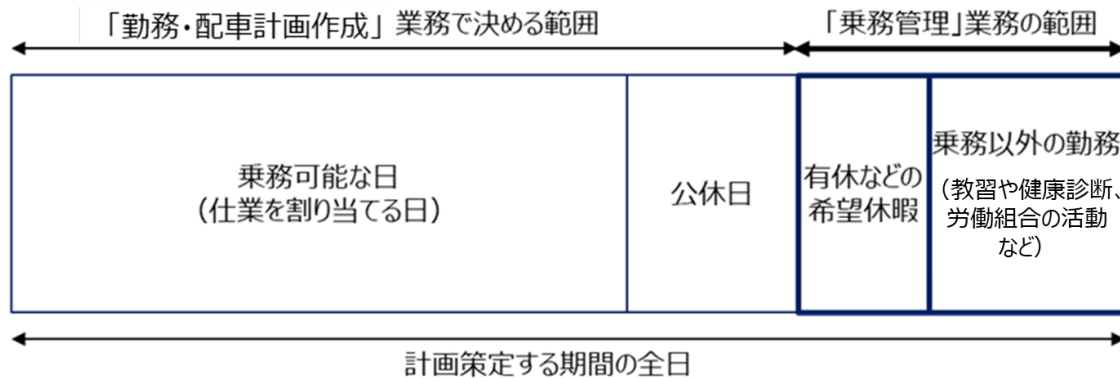 「勤務・配車計画作成」業務で決める範囲
「乗務管理」業務の範囲
乗務可能な日
（仕業を割り当てる日）
公休日
有休などの
希望休暇
乗務以外の勤務
（教習や健康診断、
労働組合の活動
など）
計画策定する期間の全日